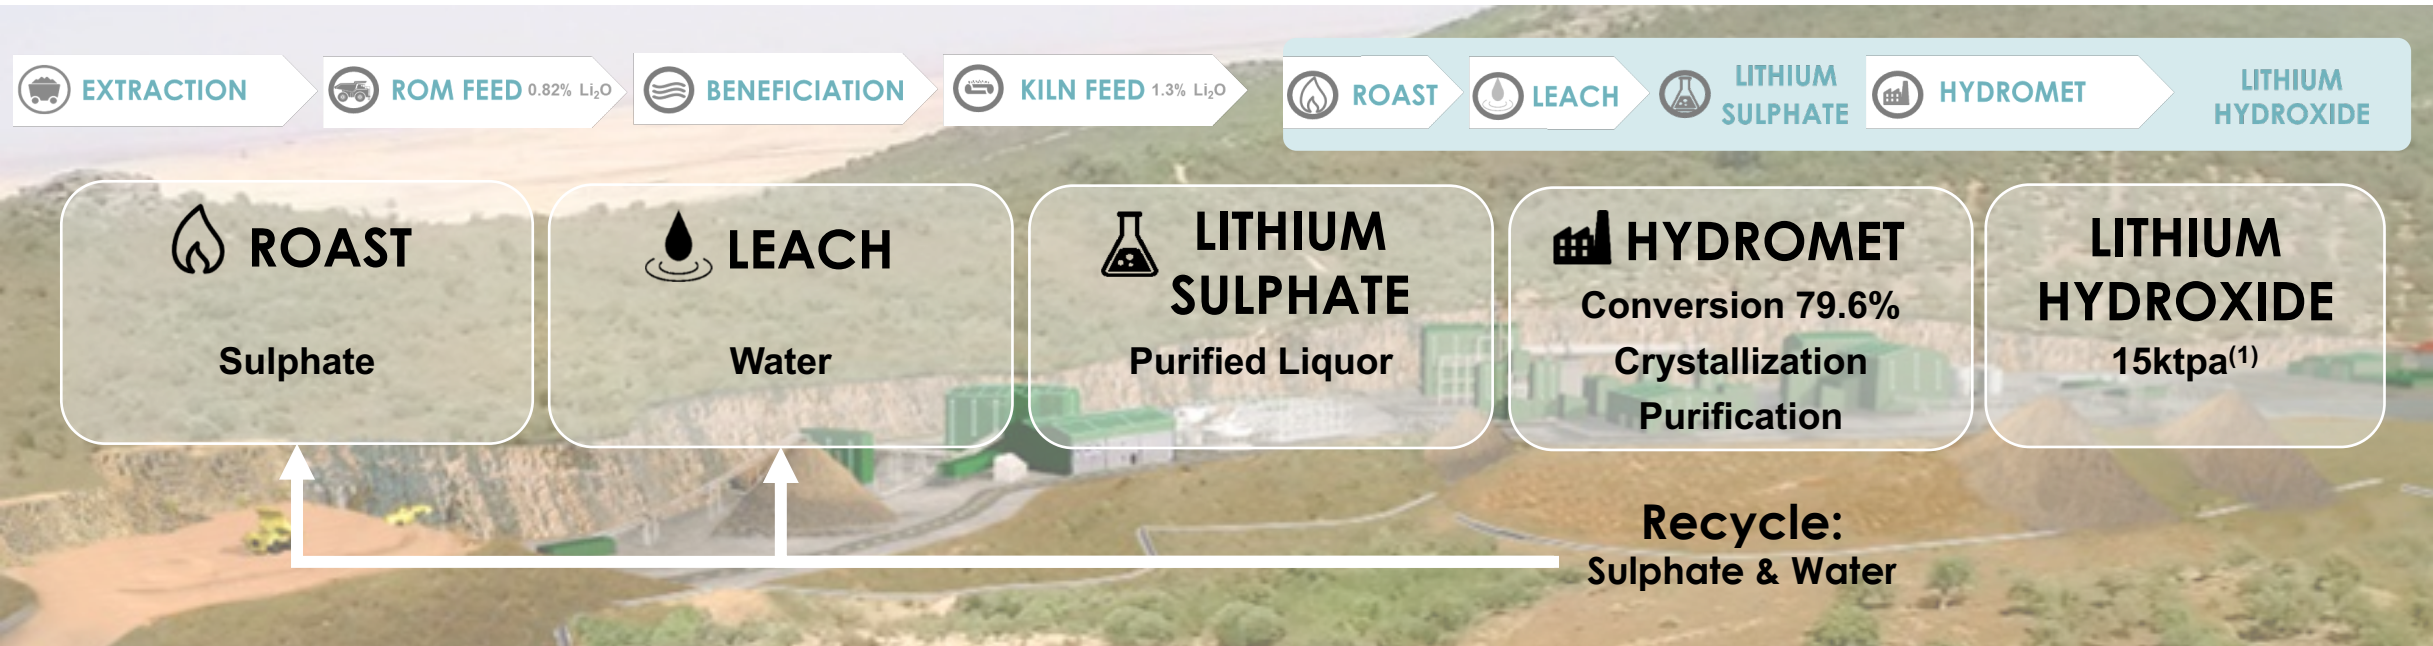 EXTRACTION
ROM FEED 0.82% Li₂O
BENEFICIATION
KILN FEED 1.3% Li₂O
ROAST
LEACH
LITHIUM
SULPHATE
HYDROMET
LITHIUM
HYDROXIDE
ROAST
Sulphate
LEACH
Water
LITHIUM
SULPHATE
Purified Liquor
HYDROMET
Conversion 79.6%
Crystallization
Purification
LITHIUM
HYDROXIDE
15ktpa⁽¹⁾
Recycle:
Sulphate & Water